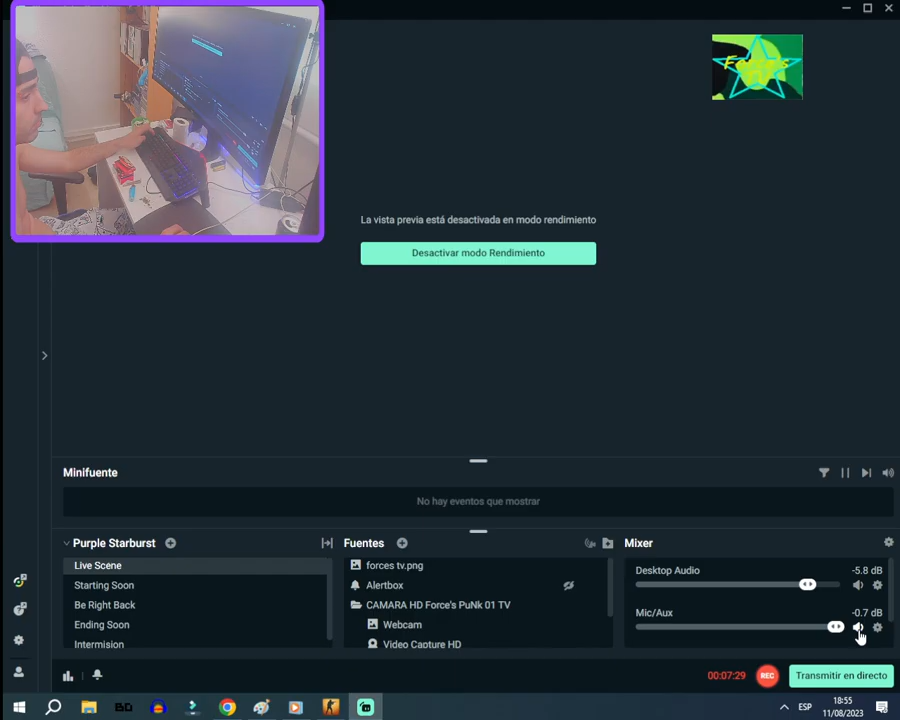 La vista previa está desactivada en modo rendimiento
Desactivar modo Rendimiento
Minifuente
No hay eventos que mostrar
Purple Starburst
Live Scene
Starting Soon
Be Right Back
Ending Soon
Intermision
Fuentes
forces tv.png
Alertbox
CAMARA HD Force's PuNk 01 TV
Webcam
Video Capture HD
Mixer
Desktop Audio
-5.8 dB
Mic/Aux
-0.7 dB
00:07:29
REC
Transmitir en directo
ESP
18:55
11/08/2023